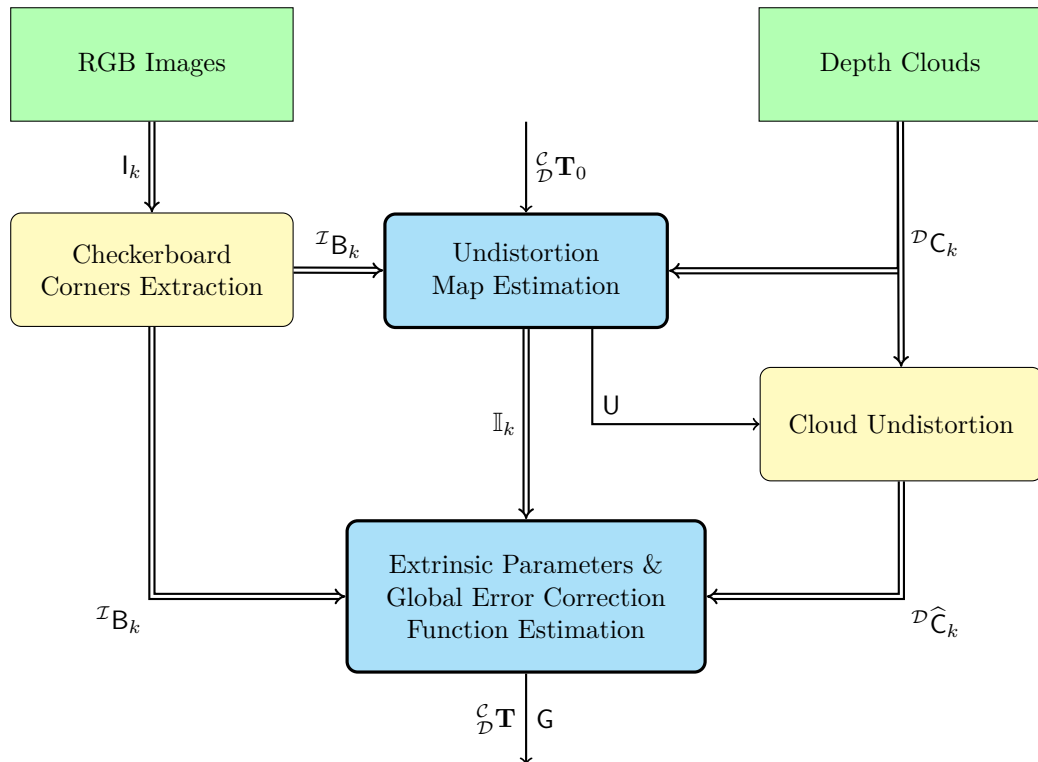 RGB Images
Depth Clouds
I_k
^C_D T_0
Checkerboard
Corners Extraction
^I B_k
Undistortion
Map Estimation
^D C_k
𝕀_k
U
Cloud Undistortion
Extrinsic Parameters &
Global Error Correction
Function Estimation
^I B_k
^D Ĉ_k
^C_D T
G